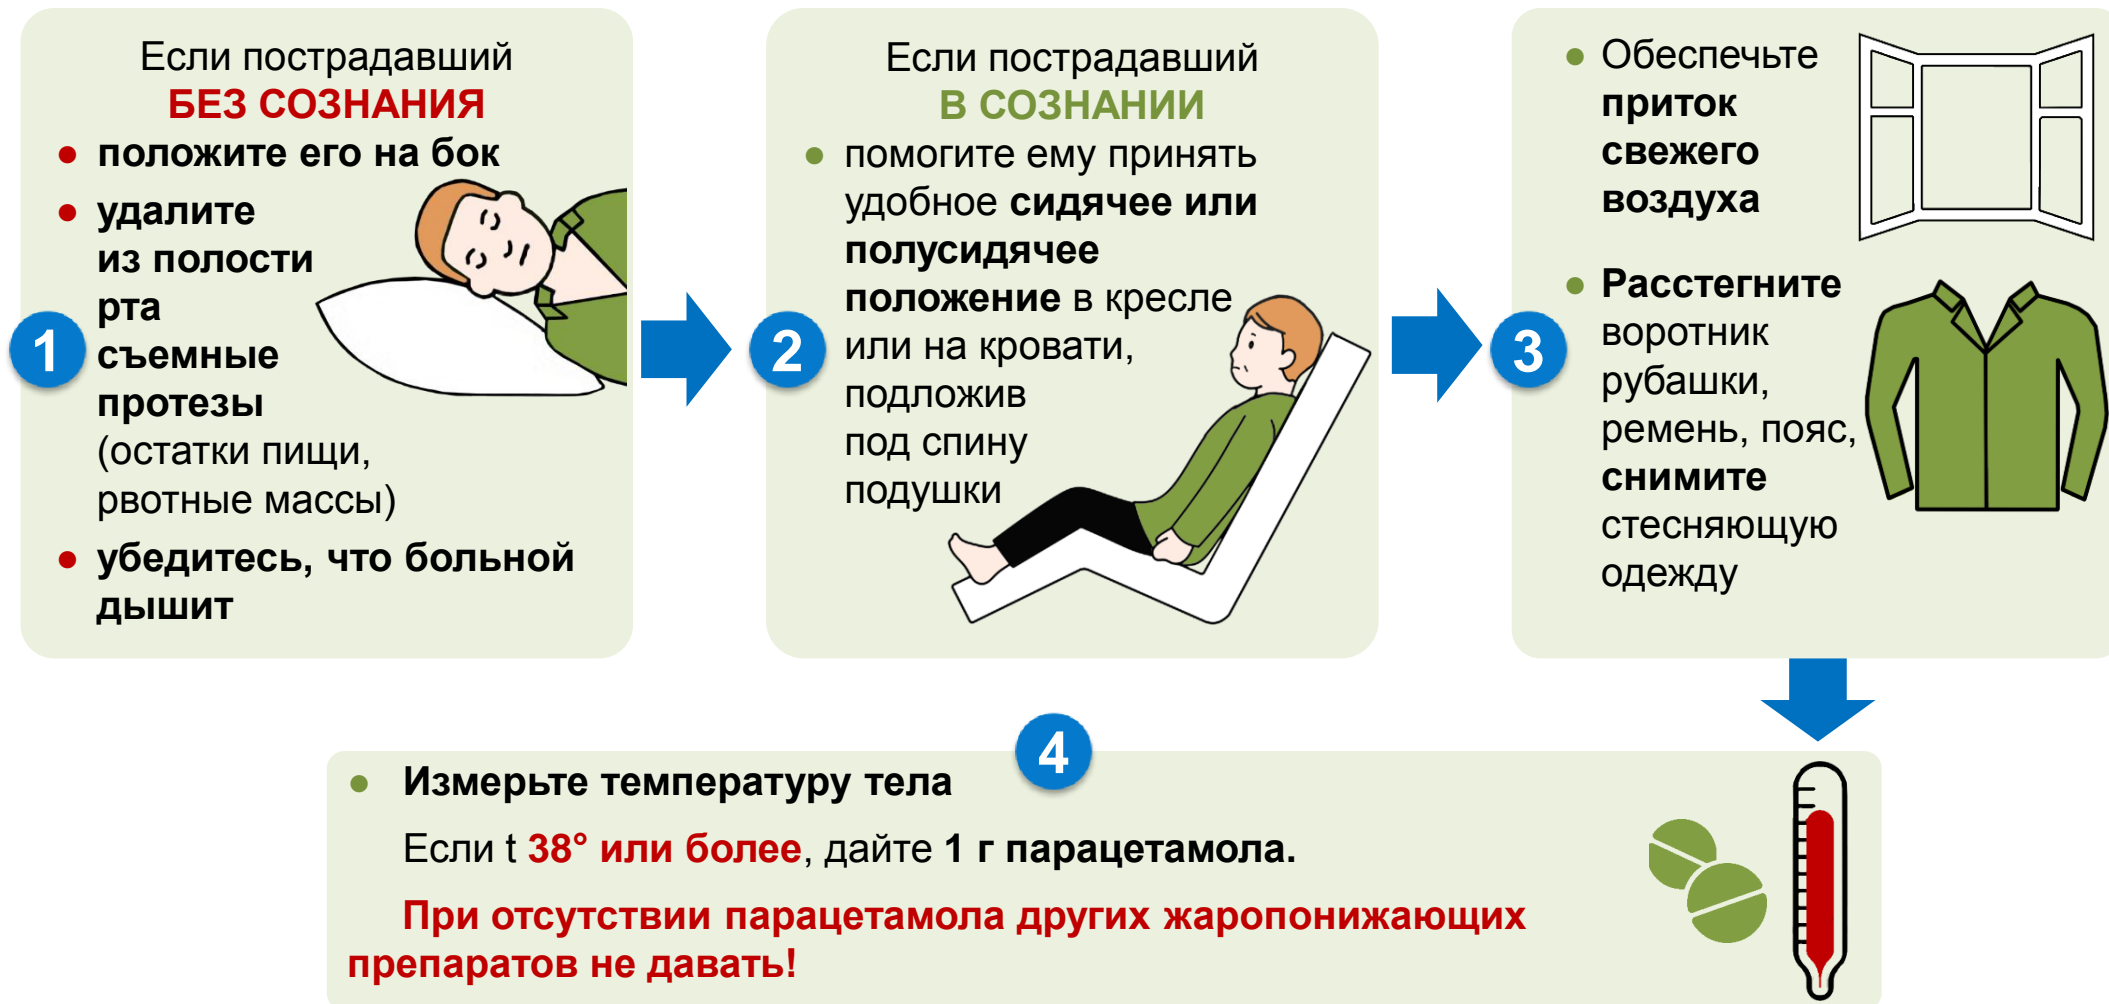 Если пострадавший
БЕЗ СОЗНАНИЯ
● положите его на бок
● удалите
из полости
рта
съемные
протезы
(остатки пищи,
рвотные массы)
● убедитесь, что больной
дышит
1
Если пострадавший
В СОЗНАНИИ
● помогите ему принять
удобное сидячее или
полусидячее
положение в кресле
или на кровати,
подложив
под спину
подушки
2
● Обеспечьте
приток
свежего
воздуха
● Расстегните
воротник
рубашки,
ремень, пояс,
снимите
стесняющую
одежду
3
4
● Измерьте температуру тела
Если t 38° или более, дайте 1 г парацетамола.
При отсутствии парацетамола других жаропонижающих
препаратов не давать!